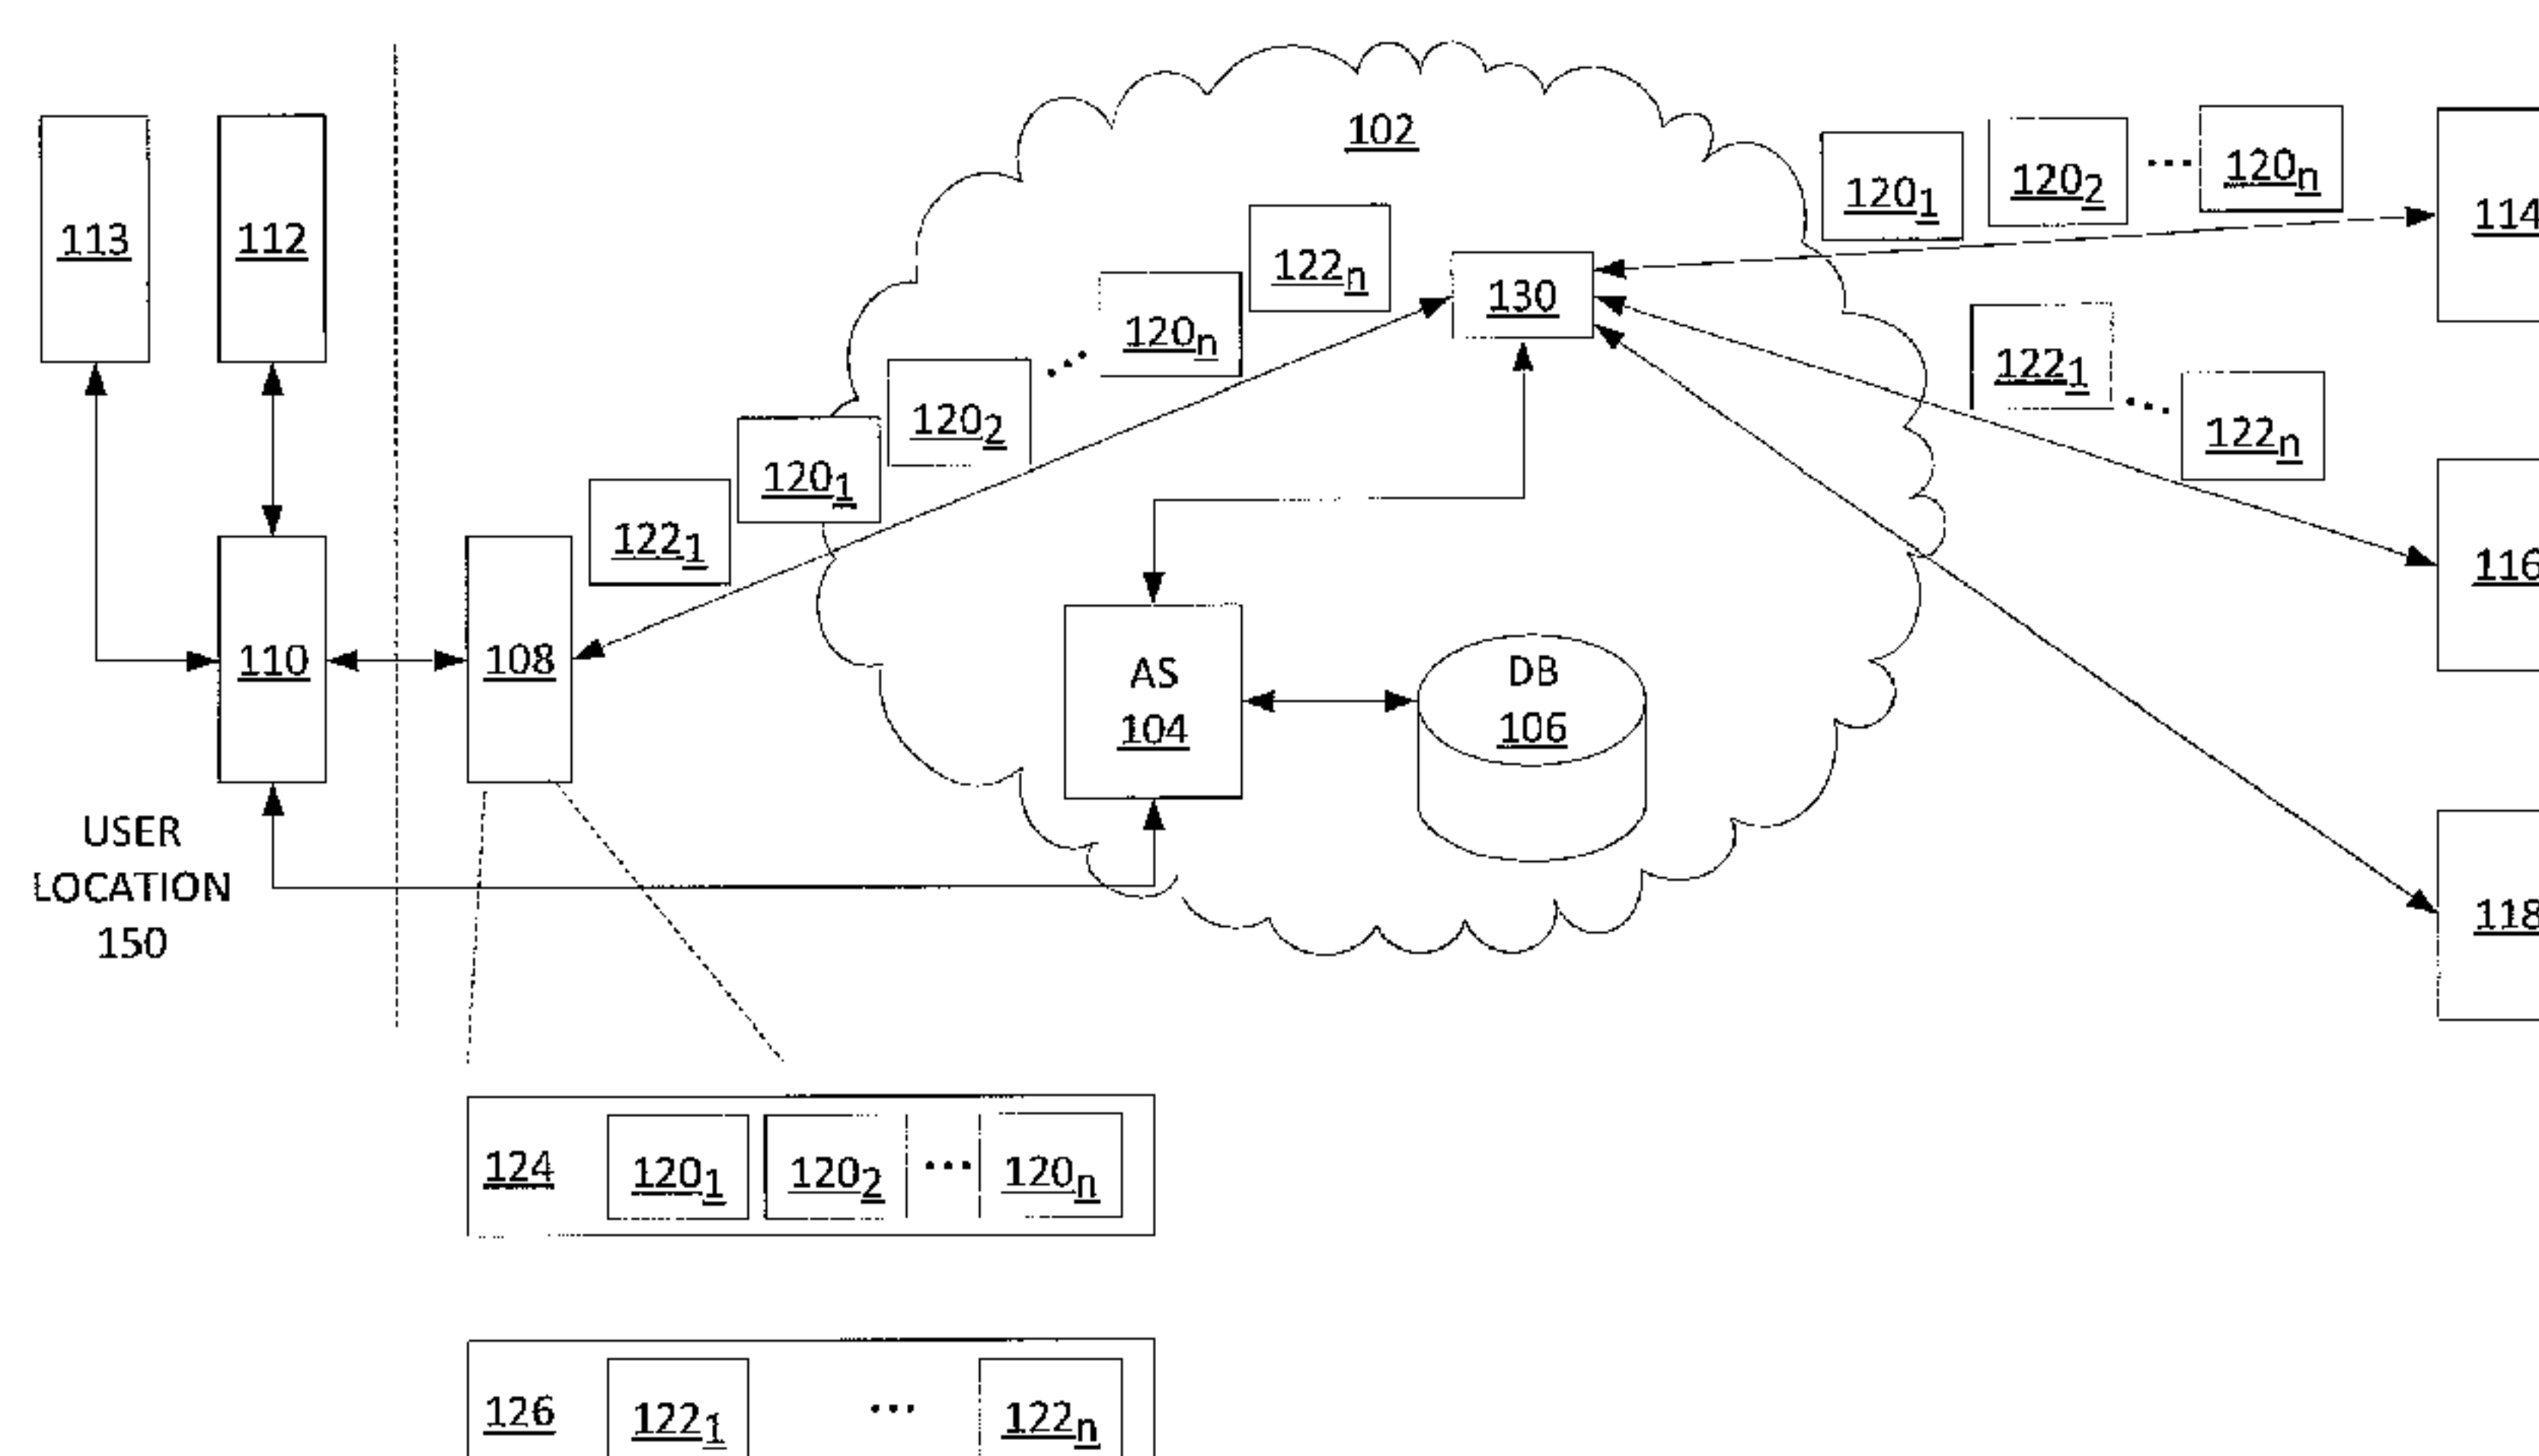 102
120₁ 120₂ ... 120n
113
112
114
122n
130
120n
122₁
122n
120₂
120₁
122₁
116
110
108
AS
104
DB
106
USER
LOCATION
150
118
124 120₁ 120₂ ... 120n
126 122₁ ... 122n